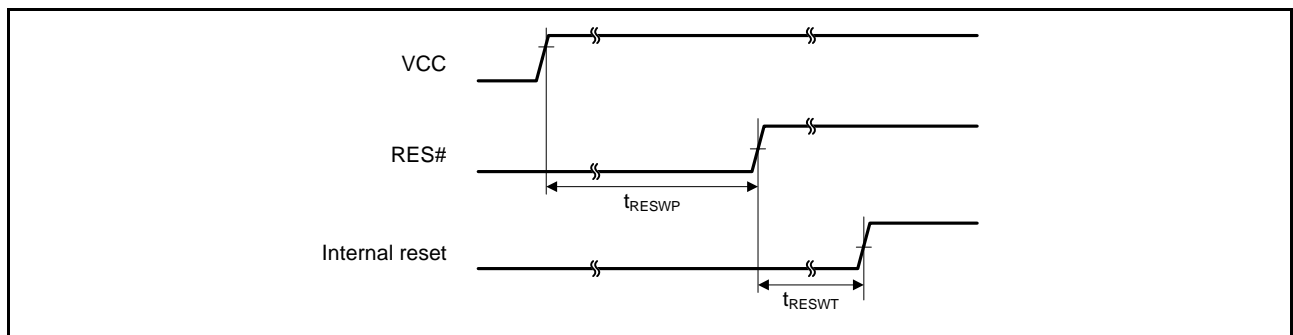 VCC
RES#
tRESWP
Internal reset
tRESWT